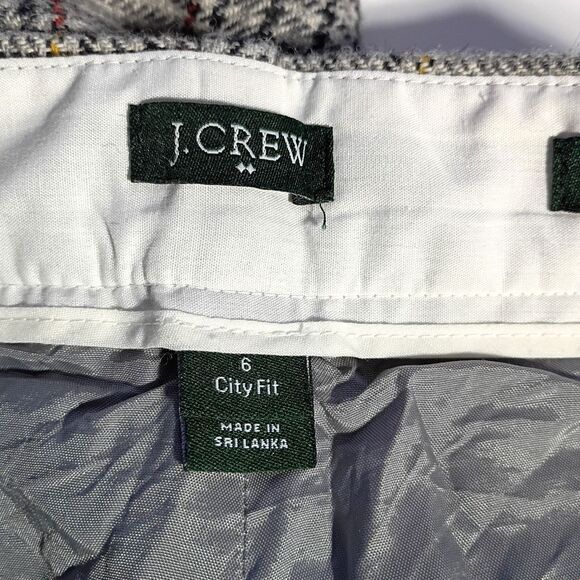 J.CREW
6
City Fit
MADE IN
SRI LANKA